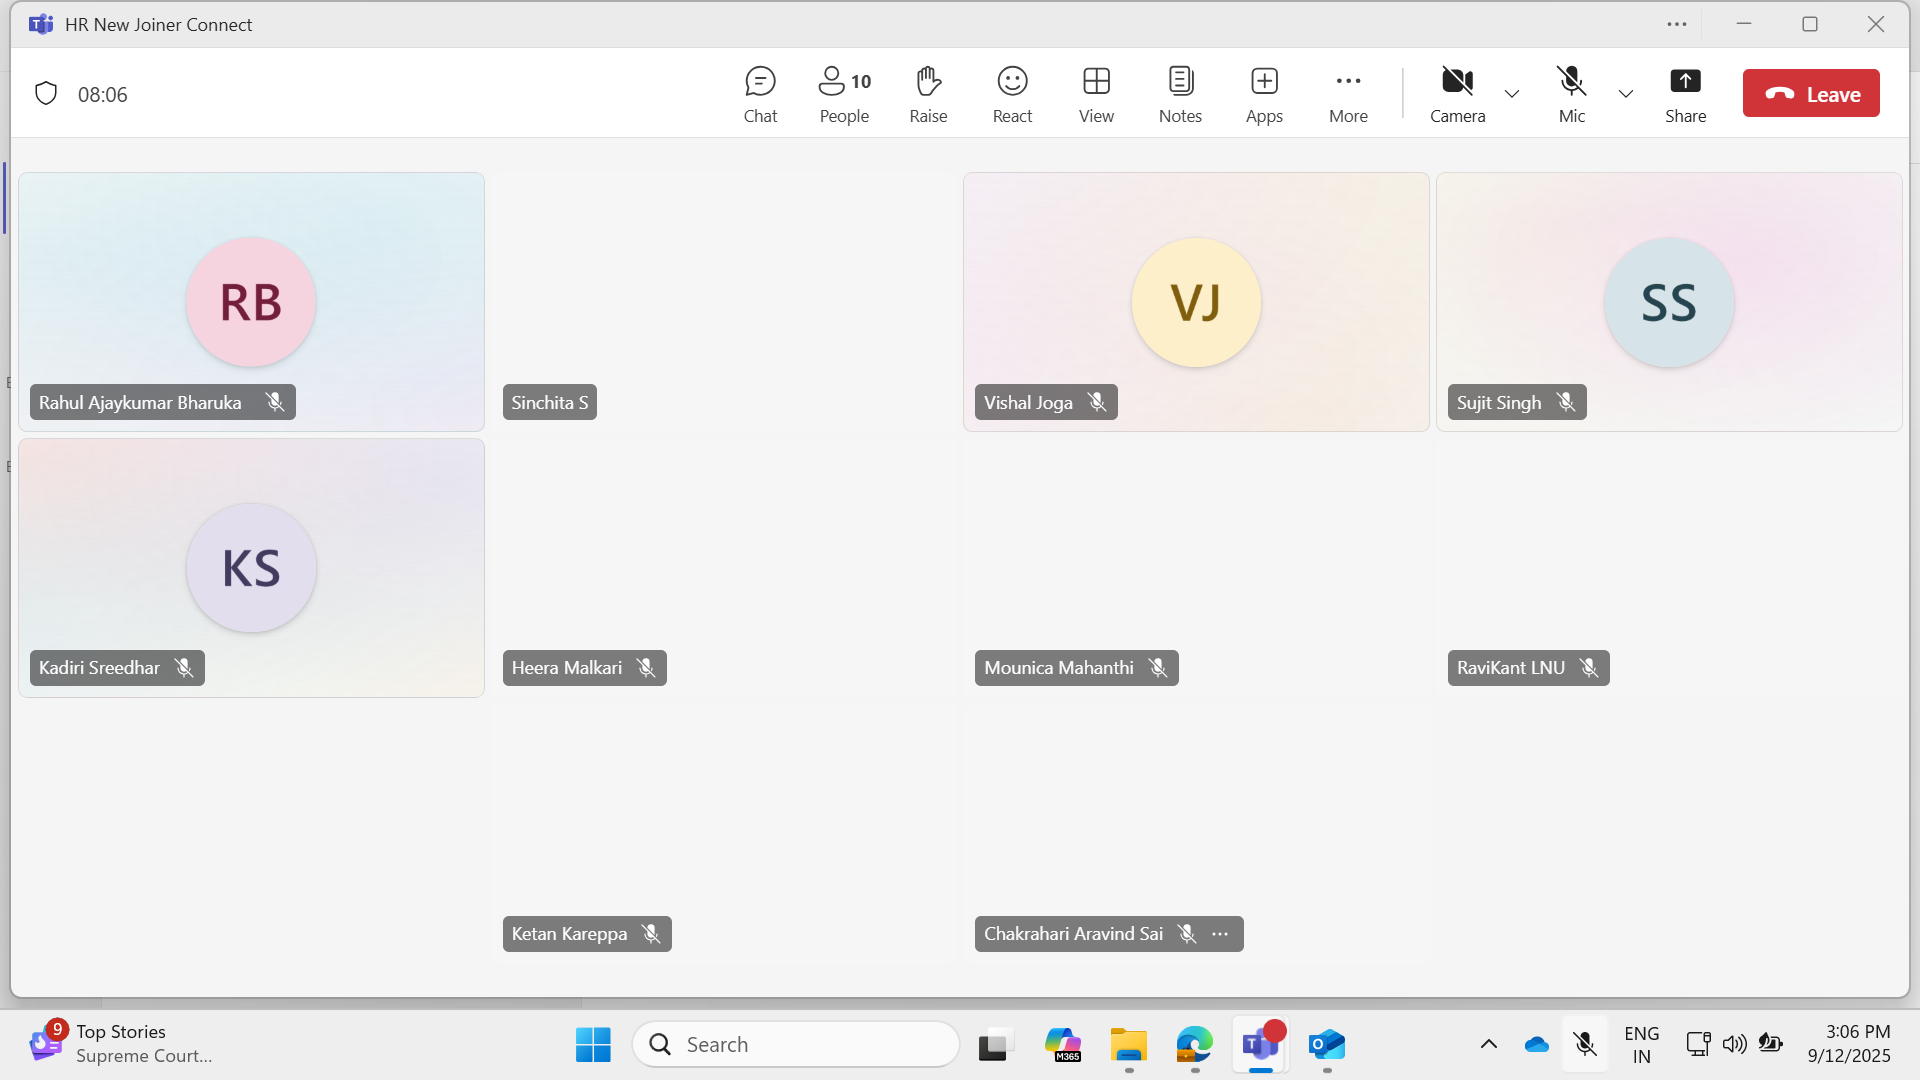 HR New Joiner Connect
08:06
Chat
People
10
Raise
React
View
Notes
Apps
More
Camera
Mic
Share
Leave
RB
Rahul Ajaykumar Bharuka
Sinchita S
VJ
Vishal Joga
SS
Sujit Singh
KS
Kadiri Sreedhar
Heera Malkari
Mounica Mahanthi
RaviKant LNU
Ketan Kareppa
Chakrahari Aravind Sai
9
Top Stories
Supreme Court...
Search
M365
ENG
IN
3:06 PM
9/12/2025